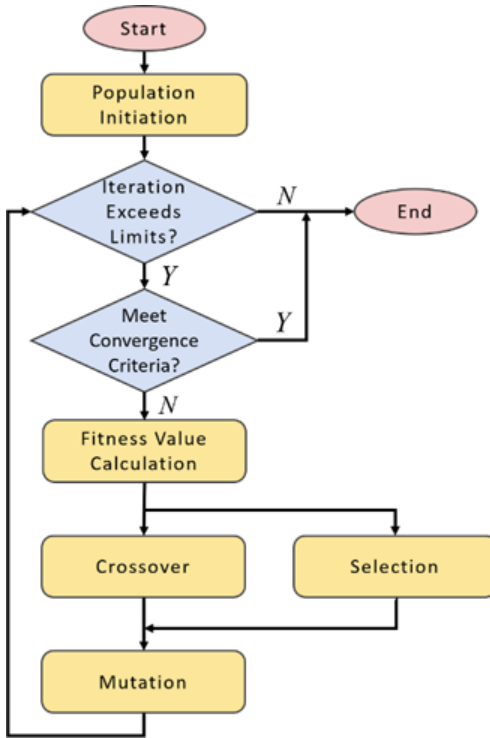 Start
Population
Initiation
Iteration
Exceeds
Limits?
N
End
Y
Meet
Convergence
Criteria?
Y
N
Fitness Value
Calculation
Crossover
Selection
Mutation